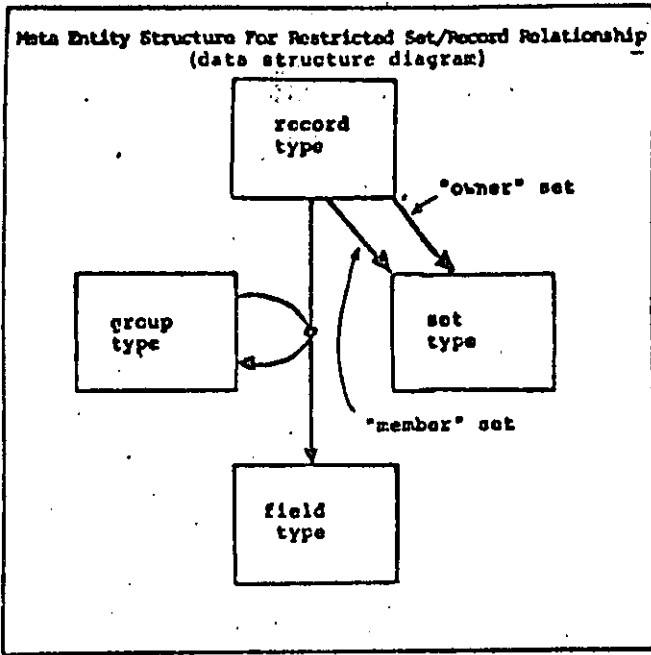 Meta Entity Structure For Restricted Set/Record Relationship
(data structure diagram)
record
type
"owner" set
group
type
set
type
"member" set
field
type